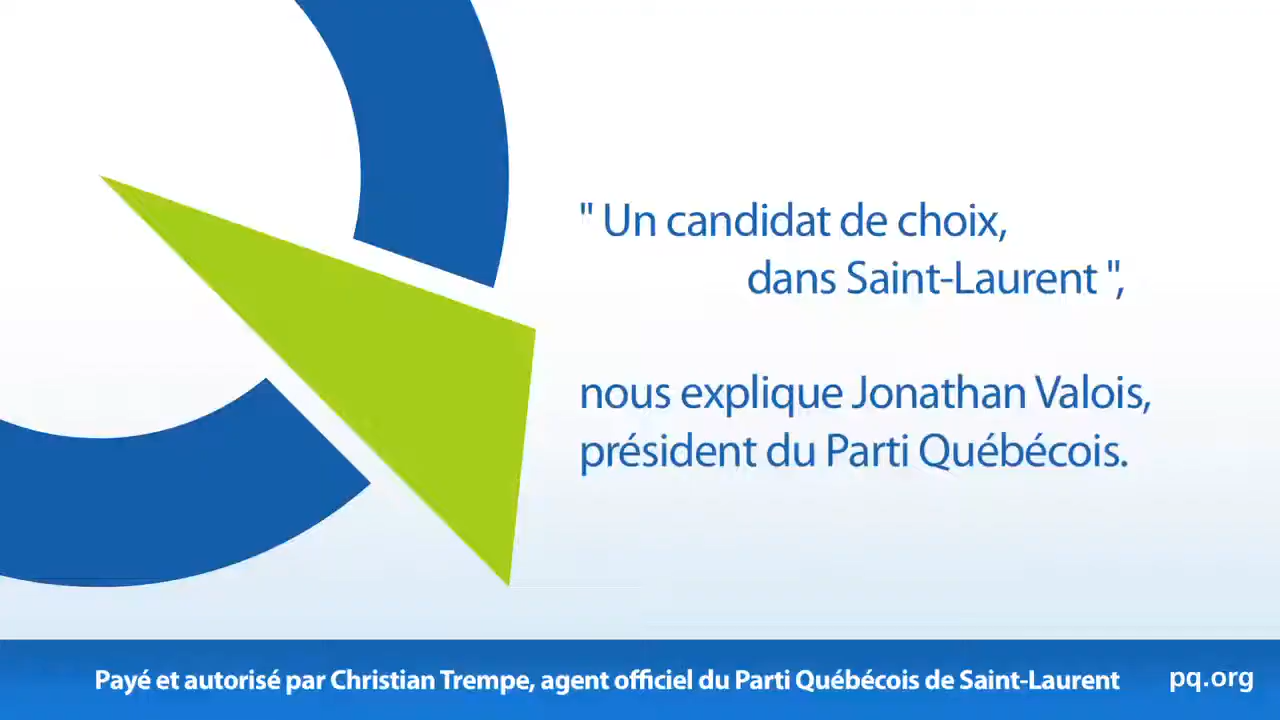 " Un candidat de choix,
dans Saint-Laurent ",
nous explique Jonathan Valois,
président du Parti Québécois.
Payé et autorisé par Christian Trempe, agent officiel du Parti Québécois de Saint-Laurent
pq.org